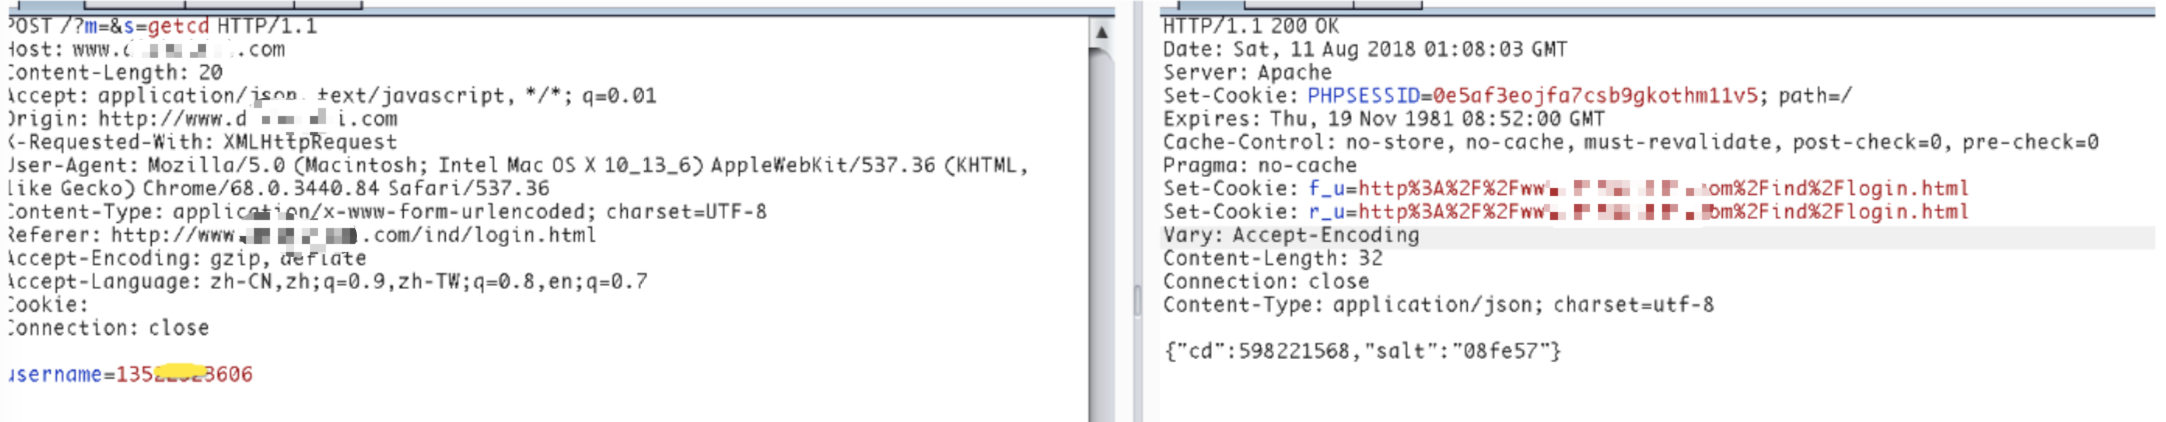 POST /?m=&s=getcd HTTP/1.1
Host: www. .com
Content-Length: 20
Accept: application/json, text/javascript, */*; q=0.01
Origin: http://www.d i.com
X-Requested-With: XMLHttpRequest
User-Agent: Mozilla/5.0 (Macintosh; Intel Mac OS X 10_13_6) AppleWebKit/537.36 (KHTML,
like Gecko) Chrome/68.0.3440.84 Safari/537.36
Content-Type: application/x-www-form-urlencoded; charset=UTF-8
Referer: http://www. .com/ind/login.html
Accept-Encoding: gzip, deflate
Accept-Language: zh-CN,zh;q=0.9,zh-TW;q=0.8,en;q=0.7
Cookie:
Connection: close
username=135 3606
HTTP/1.1 200 OK
Date: Sat, 11 Aug 2018 01:08:03 GMT
Server: Apache
Set-Cookie: PHPSESSID=0e5af3eojfa7csb9gkothm11v5; path=/
Expires: Thu, 19 Nov 1981 08:52:00 GMT
Cache-Control: no-store, no-cache, must-revalidate, post-check=0, pre-check=0
Pragma: no-cache
Set-Cookie: f_u=http%3A%2F%2Fww om%2Find%2Flogin.html
Set-Cookie: r_u=http%3A%2F%2Fww om%2Find%2Flogin.html
Vary: Accept-Encoding
Content-Length: 32
Connection: close
Content-Type: application/json; charset=utf-8
{"cd":598221568,"salt":"08fe57"}